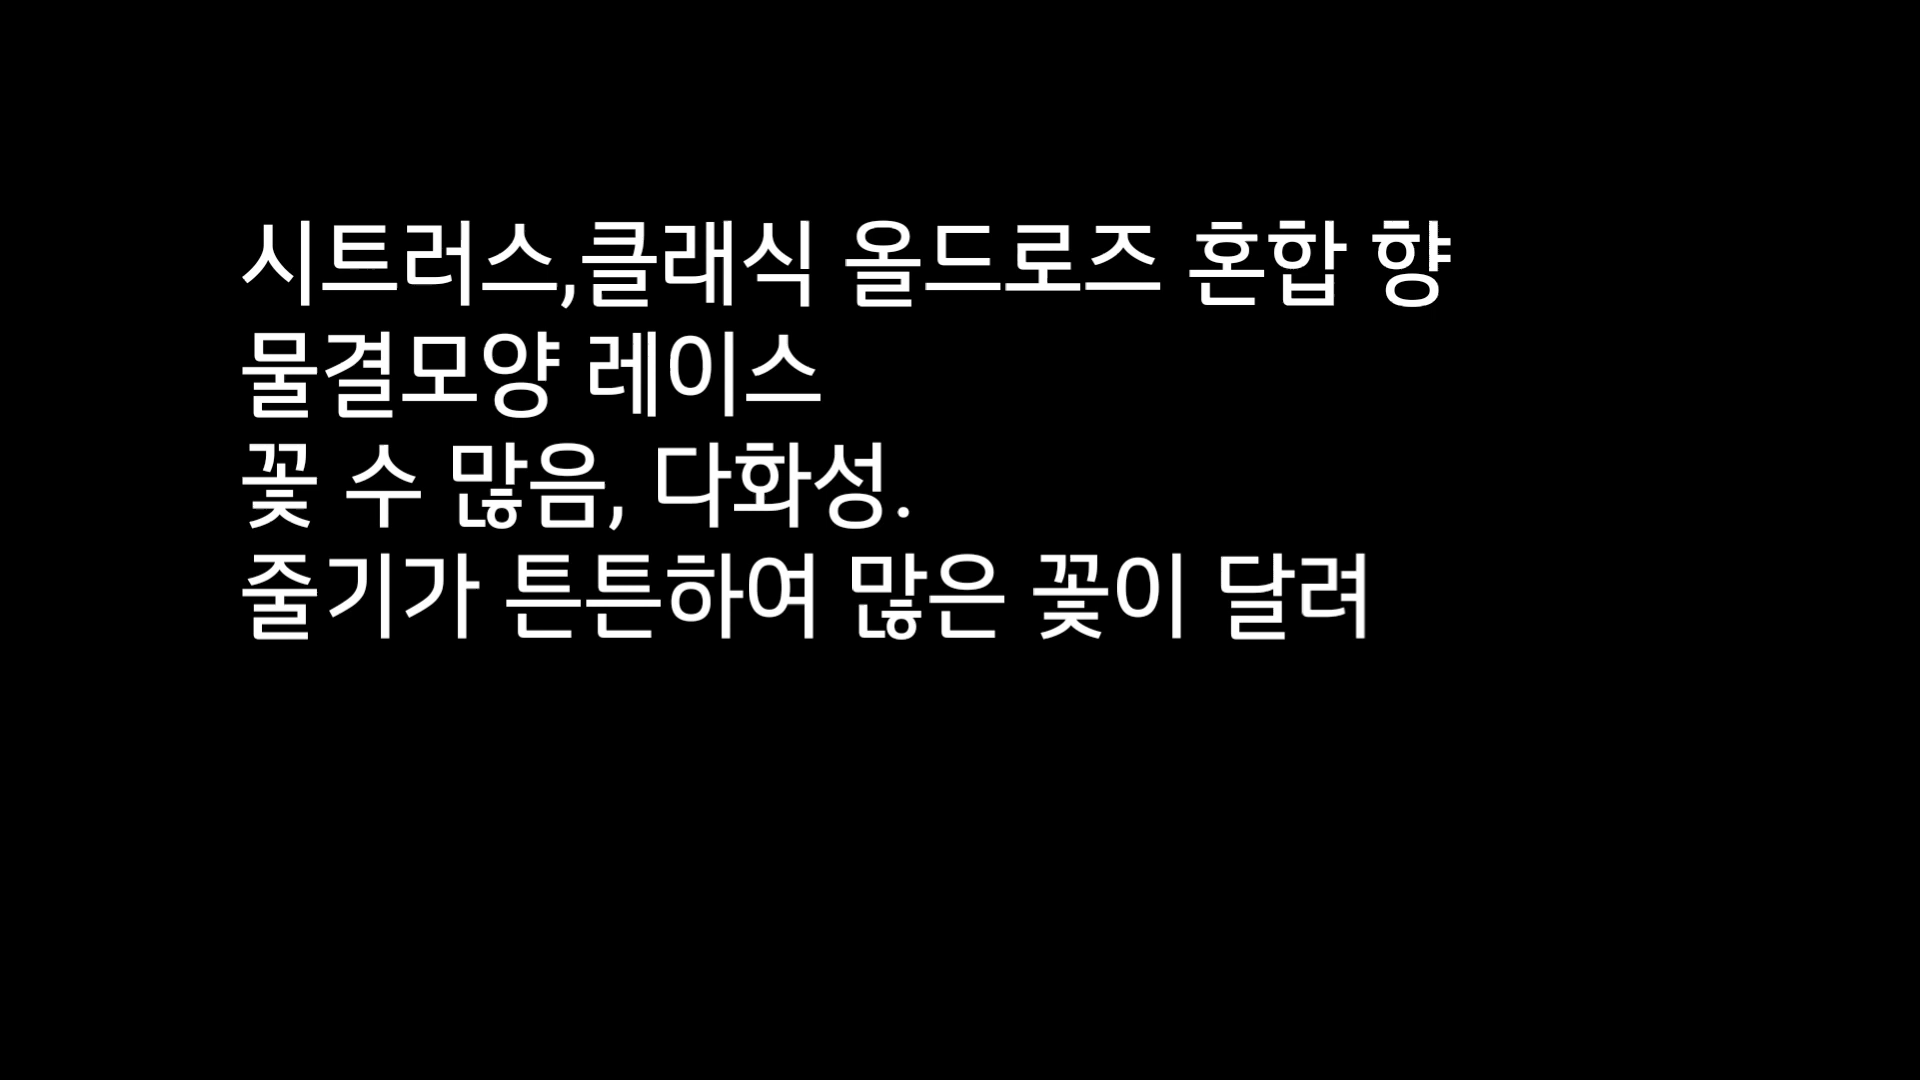 시트러스,클래식 올드로즈 혼합 향
물결모양 레이스
꽃 수 많음, 다화성.
줄기가 튼튼하여 많은 꽃이 달려